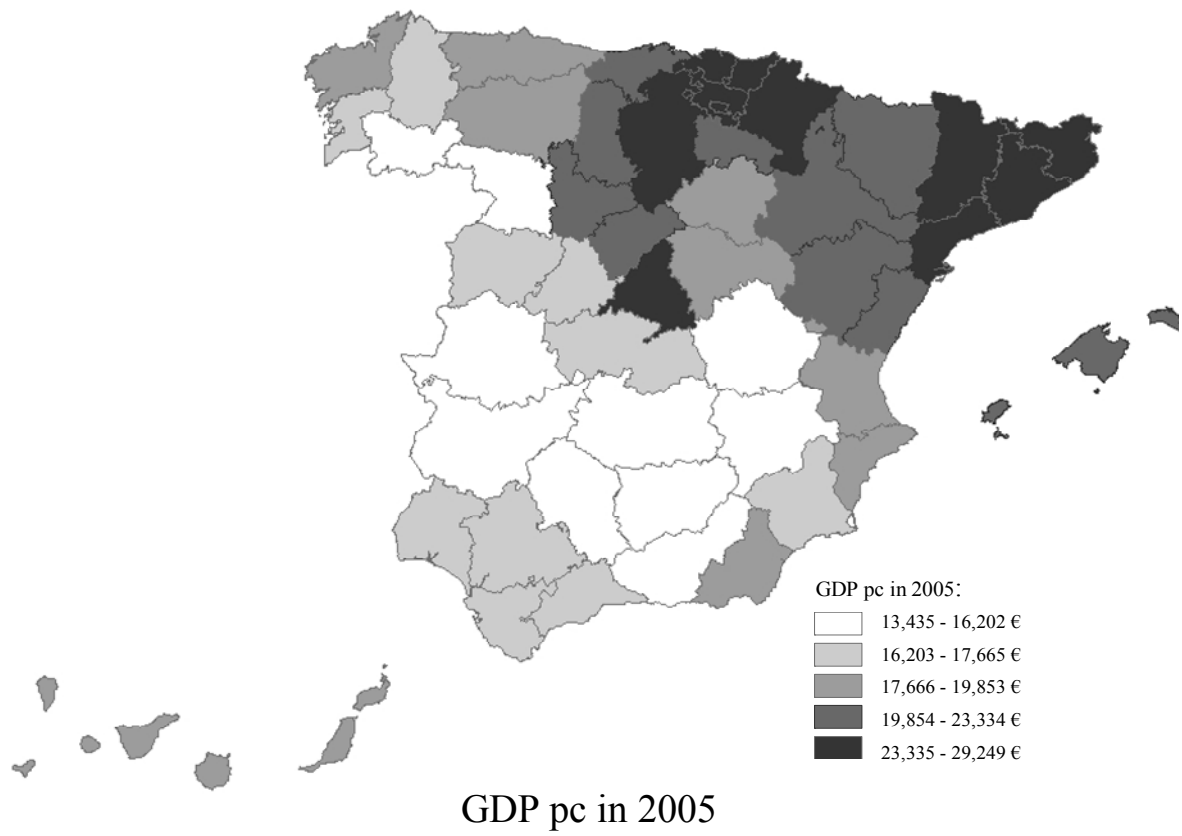 GDP pc in 2005:
13,435 - 16,202 €
16,203 - 17,665 €
17,666 - 19,853 €
19,854 - 23,334 €
23,335 - 29,249 €
GDP pc in 2005